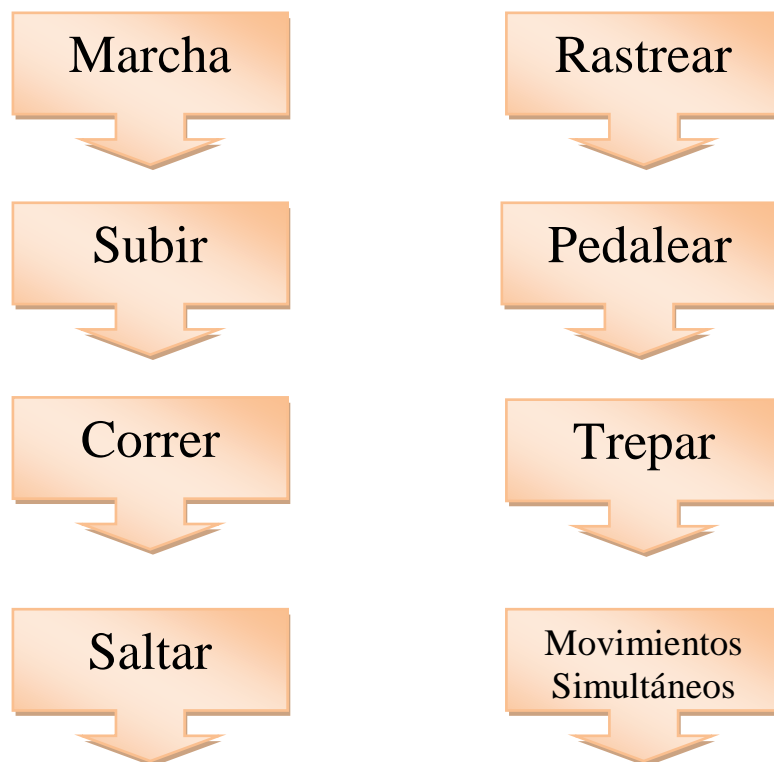 Marcha
Rastrear
Subir
Pedalear
Correr
Trepar
Saltar
Movimientos
Simultáneos